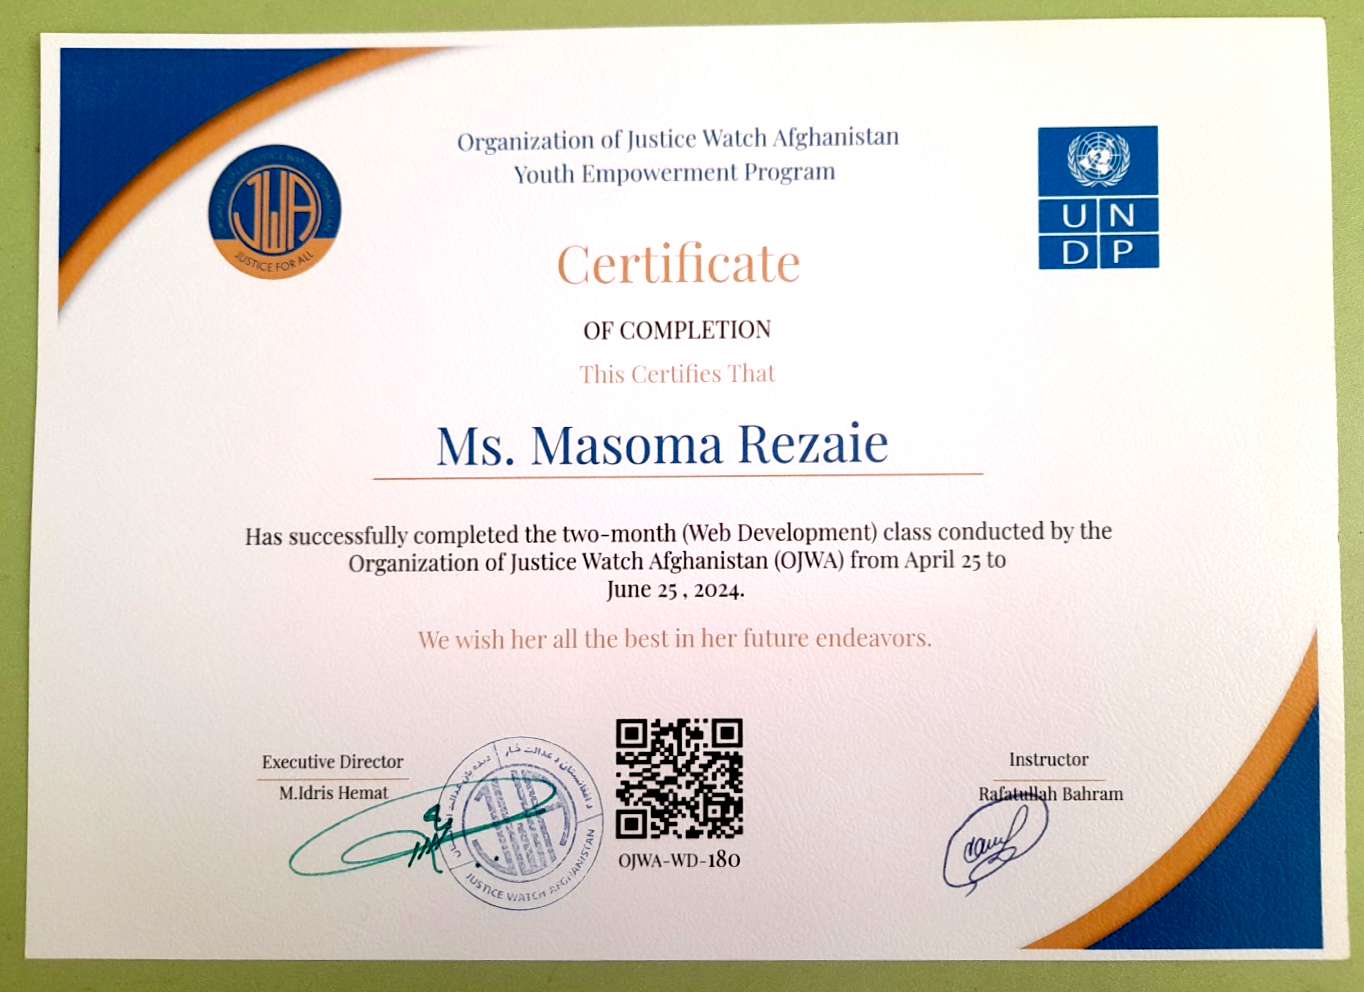 Organization of Justice Watch Afghanistan
Youth Empowerment Program
JWA
JUSTICE FOR ALL
UN
DP
Certificate
OF COMPLETION
This Certifies That
Ms. Masoma Rezaie
Has successfully completed the two-month (Web Development) class conducted by the
Organization of Justice Watch Afghanistan (OJWA) from April 25 to
June 25 , 2024.
We wish her all the best in her future endeavors.
Executive Director
M.Idris Hemat
JUSTICE WATCH AFGHANISTAN
OJWA-WD-180
Instructor
Rafatullah Bahram